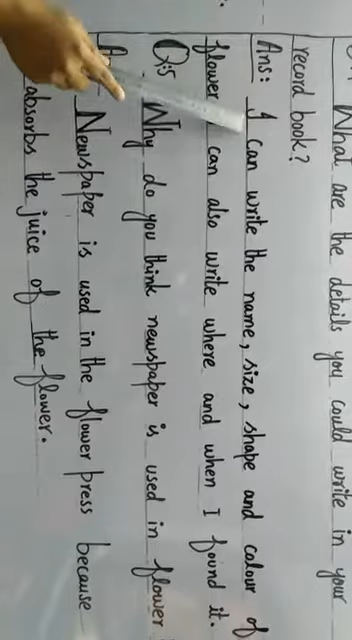 What are the details you could write in your
record book?
Ans: I can write the name, size, shape and colour of
flower can also write where and when I found it.
Q:5 Why do you think newspaper is used in flower
Newspaper is used in the flower press because
absorbs the juice of the flower.